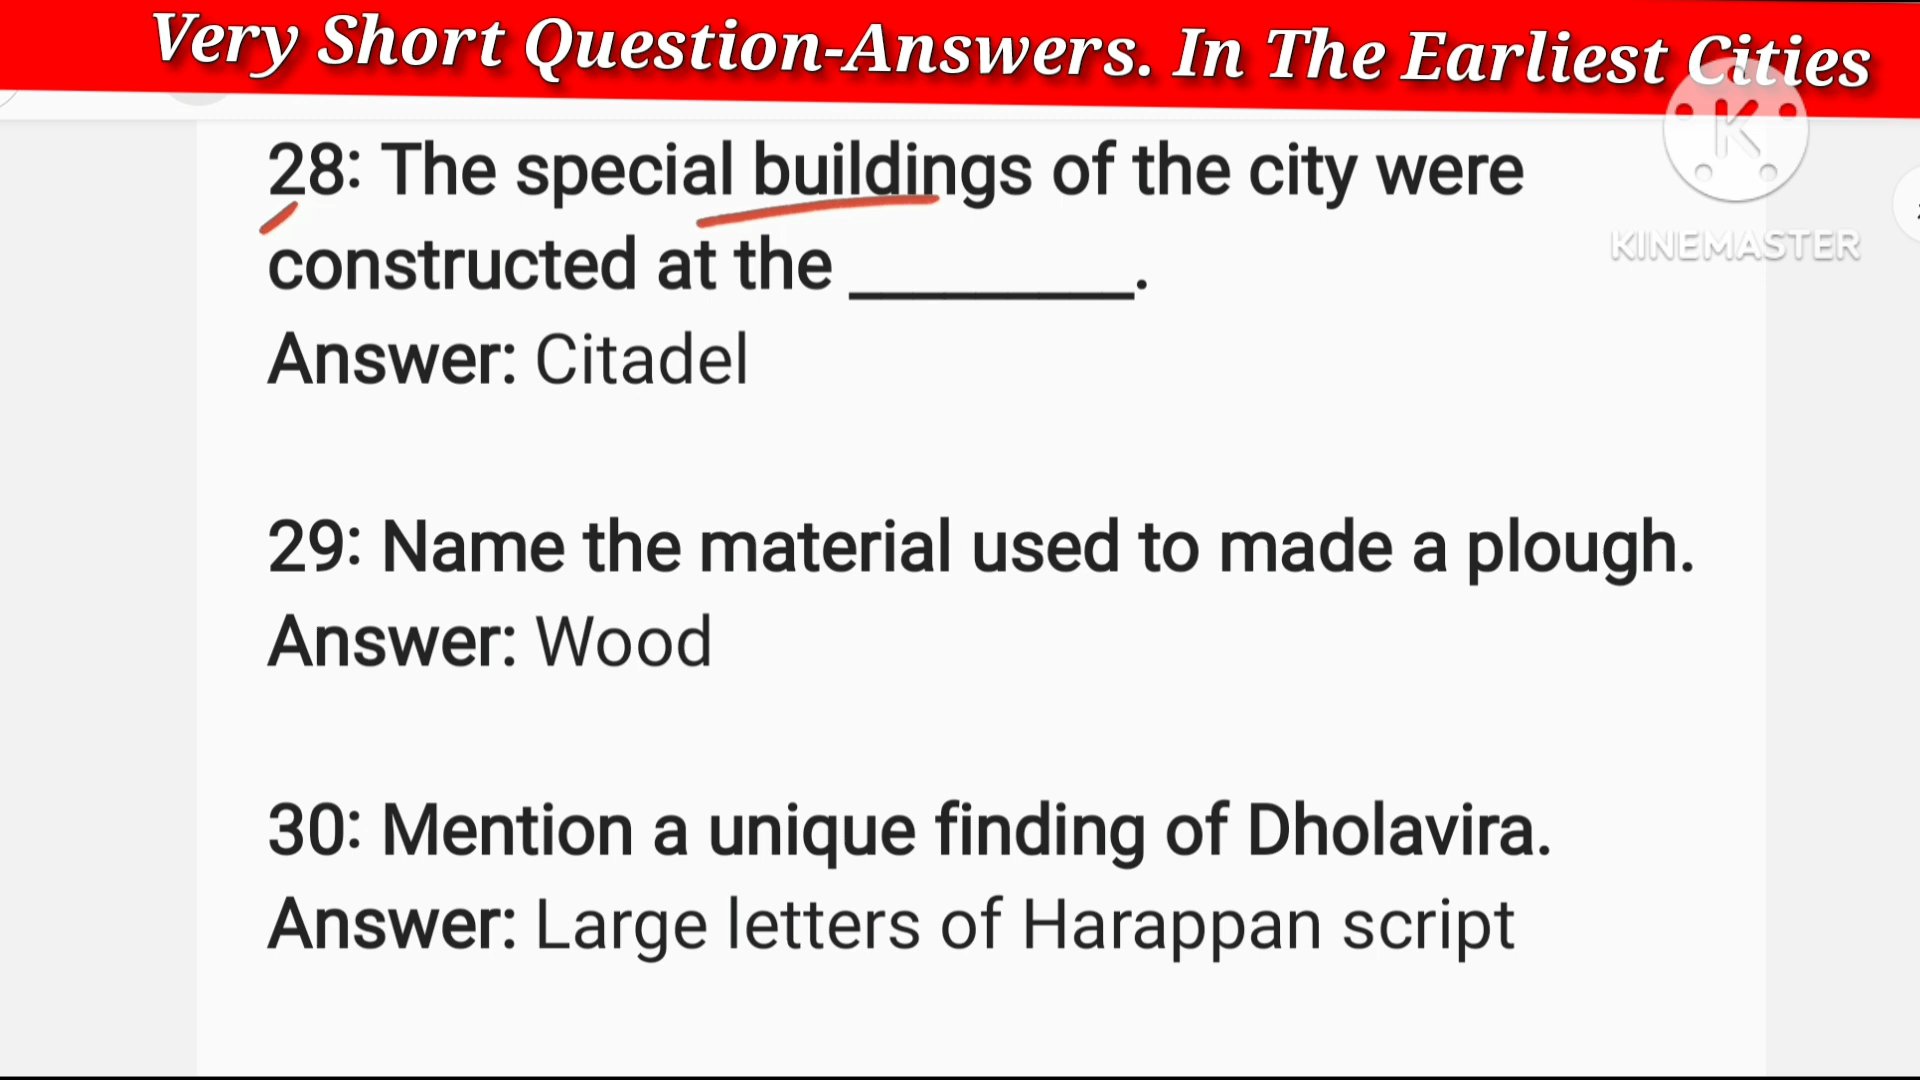 Very Short Question-Answers. In The Earliest Cities
K
KINEMASTER
28: The special buildings of the city were
constructed at the _________.
Answer: Citadel
29: Name the material used to made a plough.
Answer: Wood
30: Mention a unique finding of Dholavira.
Answer: Large letters of Harappan script